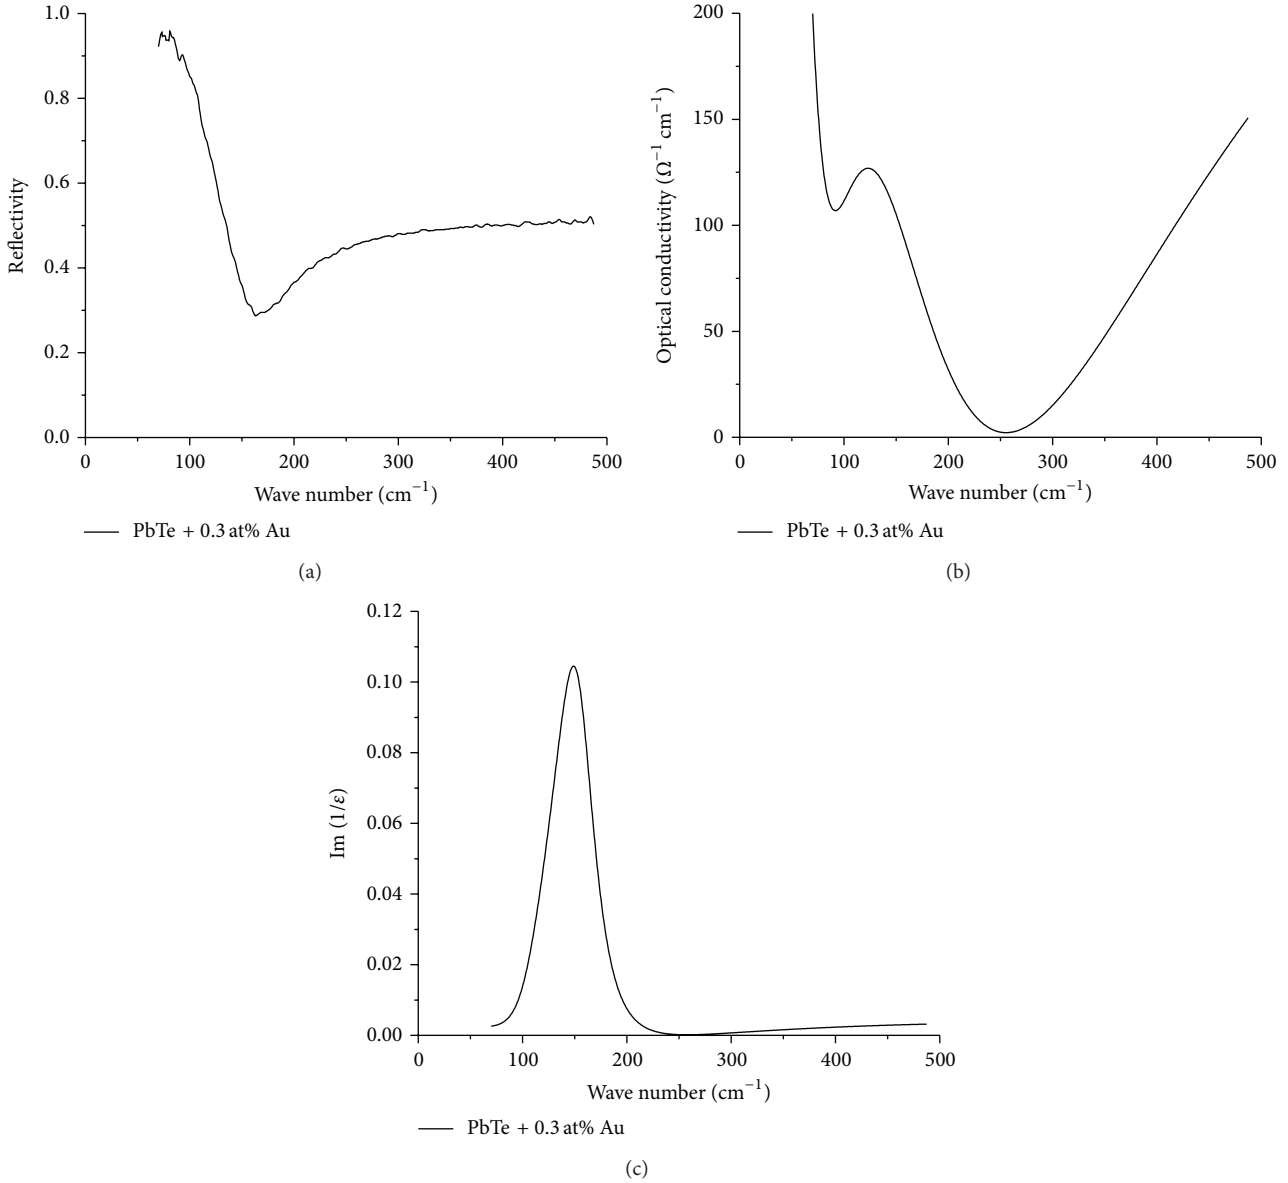 1.0
0.8
0.6
0.4
0.2
0.0
Reflectivity
0 100 200 300 400 500
Wave number (cm⁻¹)
PbTe + 0.3 at% Au
(a)
200
150
100
50
0
Optical conductivity (Ω⁻¹ cm⁻¹)
0 100 200 300 400 500
Wave number (cm⁻¹)
PbTe + 0.3 at% Au
(b)
0.12
0.10
0.08
0.06
0.04
0.02
0.00
Im (1/ε)
0 100 200 300 400 500
Wave number (cm⁻¹)
PbTe + 0.3 at% Au
(c)